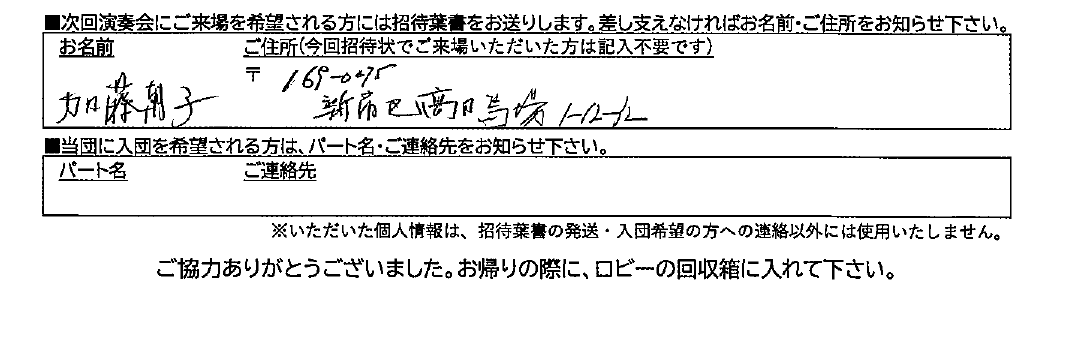 ■次回演奏会にご来場を希望される方には招待葉書をお送りします。差し支えなければお名前・ご住所をお知らせ下さい。
お名前 ご住所(今回招待状でご来場いただいた方は記入不要です)
〒 169-0075
加藤朝子 新宿区高田馬場1-12-12
■当団に入団を希望される方は、パート名・ご連絡先をお知らせ下さい。
パート名 ご連絡先
※いただいた個人情報は、招待葉書の発送・入団希望の方への連絡以外には使用いたしません。
ご協力ありがとうございました。お帰りの際に、ロビーの回収箱に入れて下さい。